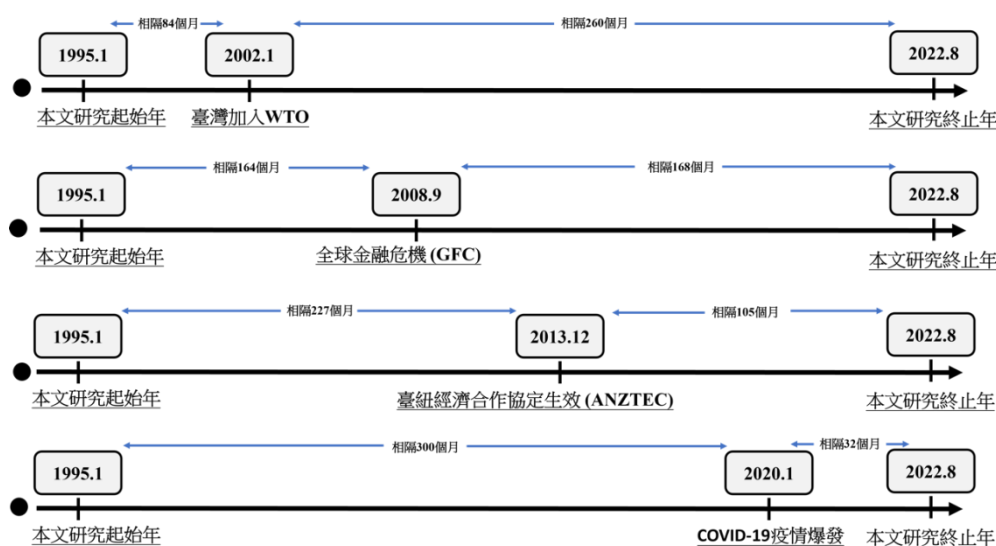 相隔84個月
相隔260個月
1995.1
2002.1
2022.8
本文研究起始年
臺灣加入WTO
本文研究終止年
相隔164個月
相隔168個月
1995.1
2008.9
2022.8
本文研究起始年
全球金融危機 (GFC)
本文研究終止年
相隔227個月
相隔105個月
1995.1
2013.12
2022.8
本文研究起始年
臺紐經濟合作協定生效 (ANZTEC)
本文研究終止年
相隔300個月
相隔32個月
1995.1
2020.1
2022.8
本文研究起始年
COVID-19疫情爆發
本文研究終止年